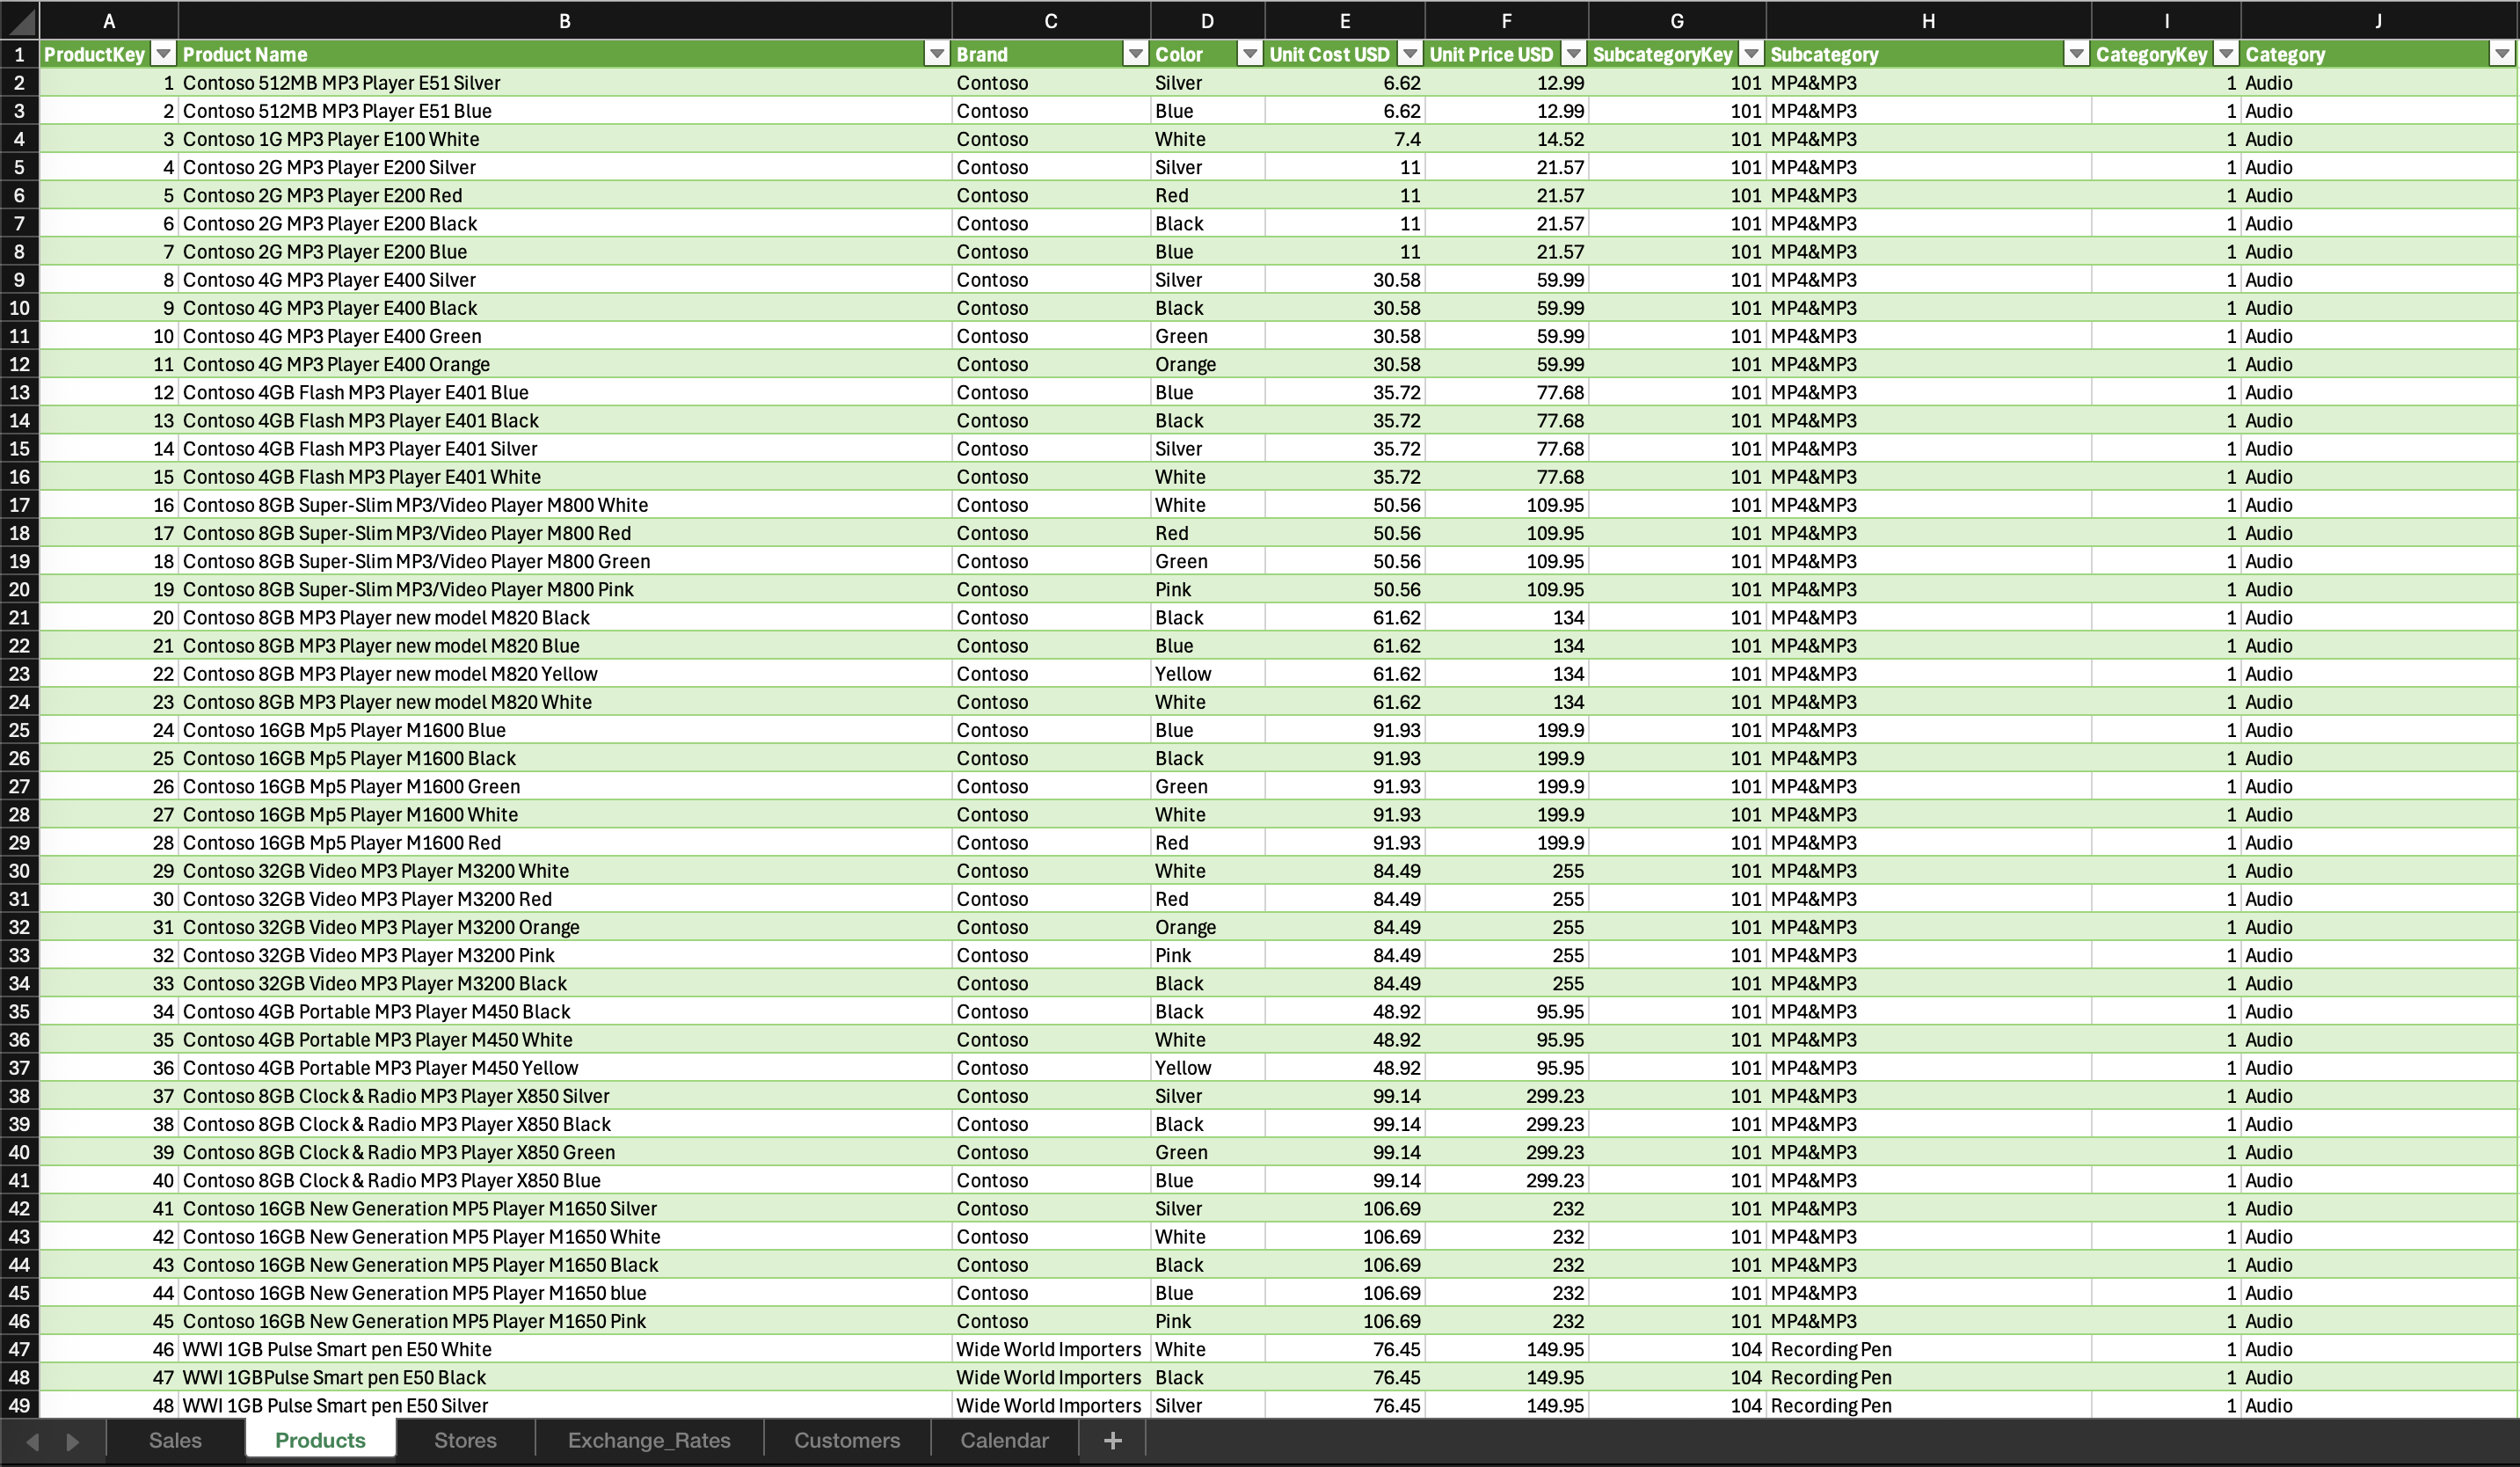 A B C D E F G H I J
1 ProductKey Product Name Brand Color Unit Cost USD Unit Price USD SubcategoryKey Subcategory CategoryKey Category
2 1 Contoso 512MB MP3 Player E51 Silver Contoso Silver 6.62 12.99 101 MP4&MP3 1 Audio
3 2 Contoso 512MB MP3 Player E51 Blue Contoso Blue 6.62 12.99 101 MP4&MP3 1 Audio
4 3 Contoso 1G MP3 Player E100 White Contoso White 7.4 14.52 101 MP4&MP3 1 Audio
5 4 Contoso 2G MP3 Player E200 Silver Contoso Silver 11 21.57 101 MP4&MP3 1 Audio
6 5 Contoso 2G MP3 Player E200 Red Contoso Red 11 21.57 101 MP4&MP3 1 Audio
7 6 Contoso 2G MP3 Player E200 Black Contoso Black 11 21.57 101 MP4&MP3 1 Audio
8 7 Contoso 2G MP3 Player E200 Blue Contoso Blue 11 21.57 101 MP4&MP3 1 Audio
9 8 Contoso 4G MP3 Player E400 Silver Contoso Silver 30.58 59.99 101 MP4&MP3 1 Audio
10 9 Contoso 4G MP3 Player E400 Black Contoso Black 30.58 59.99 101 MP4&MP3 1 Audio
11 10 Contoso 4G MP3 Player E400 Green Contoso Green 30.58 59.99 101 MP4&MP3 1 Audio
12 11 Contoso 4G MP3 Player E400 Orange Contoso Orange 30.58 59.99 101 MP4&MP3 1 Audio
13 12 Contoso 4GB Flash MP3 Player E401 Blue Contoso Blue 35.72 77.68 101 MP4&MP3 1 Audio
14 13 Contoso 4GB Flash MP3 Player E401 Black Contoso Black 35.72 77.68 101 MP4&MP3 1 Audio
15 14 Contoso 4GB Flash MP3 Player E401 Silver Contoso Silver 35.72 77.68 101 MP4&MP3 1 Audio
16 15 Contoso 4GB Flash MP3 Player E401 White Contoso White 35.72 77.68 101 MP4&MP3 1 Audio
17 16 Contoso 8GB Super-Slim MP3/Video Player M800 White Contoso White 50.56 109.95 101 MP4&MP3 1 Audio
18 17 Contoso 8GB Super-Slim MP3/Video Player M800 Red Contoso Red 50.56 109.95 101 MP4&MP3 1 Audio
19 18 Contoso 8GB Super-Slim MP3/Video Player M800 Green Contoso Green 50.56 109.95 101 MP4&MP3 1 Audio
20 19 Contoso 8GB Super-Slim MP3/Video Player M800 Pink Contoso Pink 50.56 109.95 101 MP4&MP3 1 Audio
21 20 Contoso 8GB MP3 Player new model M820 Black Contoso Black 61.62 134 101 MP4&MP3 1 Audio
22 21 Contoso 8GB MP3 Player new model M820 Blue Contoso Blue 61.62 134 101 MP4&MP3 1 Audio
23 22 Contoso 8GB MP3 Player new model M820 Yellow Contoso Yellow 61.62 134 101 MP4&MP3 1 Audio
24 23 Contoso 8GB MP3 Player new model M820 White Contoso White 61.62 134 101 MP4&MP3 1 Audio
25 24 Contoso 16GB Mp5 Player M1600 Blue Contoso Blue 91.93 199.9 101 MP4&MP3 1 Audio
26 25 Contoso 16GB Mp5 Player M1600 Black Contoso Black 91.93 199.9 101 MP4&MP3 1 Audio
27 26 Contoso 16GB Mp5 Player M1600 Green Contoso Green 91.93 199.9 101 MP4&MP3 1 Audio
28 27 Contoso 16GB Mp5 Player M1600 White Contoso White 91.93 199.9 101 MP4&MP3 1 Audio
29 28 Contoso 16GB Mp5 Player M1600 Red Contoso Red 91.93 199.9 101 MP4&MP3 1 Audio
30 29 Contoso 32GB Video MP3 Player M3200 White Contoso White 84.49 255 101 MP4&MP3 1 Audio
31 30 Contoso 32GB Video MP3 Player M3200 Red Contoso Red 84.49 255 101 MP4&MP3 1 Audio
32 31 Contoso 32GB Video MP3 Player M3200 Orange Contoso Orange 84.49 255 101 MP4&MP3 1 Audio
33 32 Contoso 32GB Video MP3 Player M3200 Pink Contoso Pink 84.49 255 101 MP4&MP3 1 Audio
34 33 Contoso 32GB Video MP3 Player M3200 Black Contoso Black 84.49 255 101 MP4&MP3 1 Audio
35 34 Contoso 4GB Portable MP3 Player M450 Black Contoso Black 48.92 95.95 101 MP4&MP3 1 Audio
36 35 Contoso 4GB Portable MP3 Player M450 White Contoso White 48.92 95.95 101 MP4&MP3 1 Audio
37 36 Contoso 4GB Portable MP3 Player M450 Yellow Contoso Yellow 48.92 95.95 101 MP4&MP3 1 Audio
38 37 Contoso 8GB Clock & Radio MP3 Player X850 Silver Contoso Silver 99.14 299.23 101 MP4&MP3 1 Audio
39 38 Contoso 8GB Clock & Radio MP3 Player X850 Black Contoso Black 99.14 299.23 101 MP4&MP3 1 Audio
40 39 Contoso 8GB Clock & Radio MP3 Player X850 Green Contoso Green 99.14 299.23 101 MP4&MP3 1 Audio
41 40 Contoso 8GB Clock & Radio MP3 Player X850 Blue Contoso Blue 99.14 299.23 101 MP4&MP3 1 Audio
42 41 Contoso 16GB New Generation MP5 Player M1650 Silver Contoso Silver 106.69 232 101 MP4&MP3 1 Audio
43 42 Contoso 16GB New Generation MP5 Player M1650 White Contoso White 106.69 232 101 MP4&MP3 1 Audio
44 43 Contoso 16GB New Generation MP5 Player M1650 Black Contoso Black 106.69 232 101 MP4&MP3 1 Audio
45 44 Contoso 16GB New Generation MP5 Player M1650 blue Contoso Blue 106.69 232 101 MP4&MP3 1 Audio
46 45 Contoso 16GB New Generation MP5 Player M1650 Pink Contoso Pink 106.69 232 101 MP4&MP3 1 Audio
47 46 WWI 1GB Pulse Smart pen E50 White Wide World Importers White 76.45 149.95 104 Recording Pen 1 Audio
48 47 WWI 1GBPulse Smart pen E50 Black Wide World Importers Black 76.45 149.95 104 Recording Pen 1 Audio
49 48 WWI 1GB Pulse Smart pen E50 Silver Wide World Importers Silver 76.45 149.95 104 Recording Pen 1 Audio
Sales Products Stores Exchange_Rates Customers Calendar +